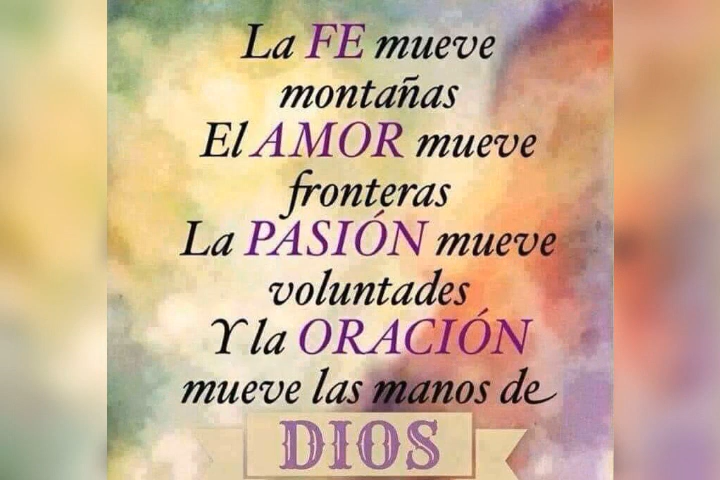 La FE mueve
montañas
El AMOR mueve
fronteras
La PASIÓN mueve
voluntades
Y la ORACIÓN
mueve las manos de
DIOS